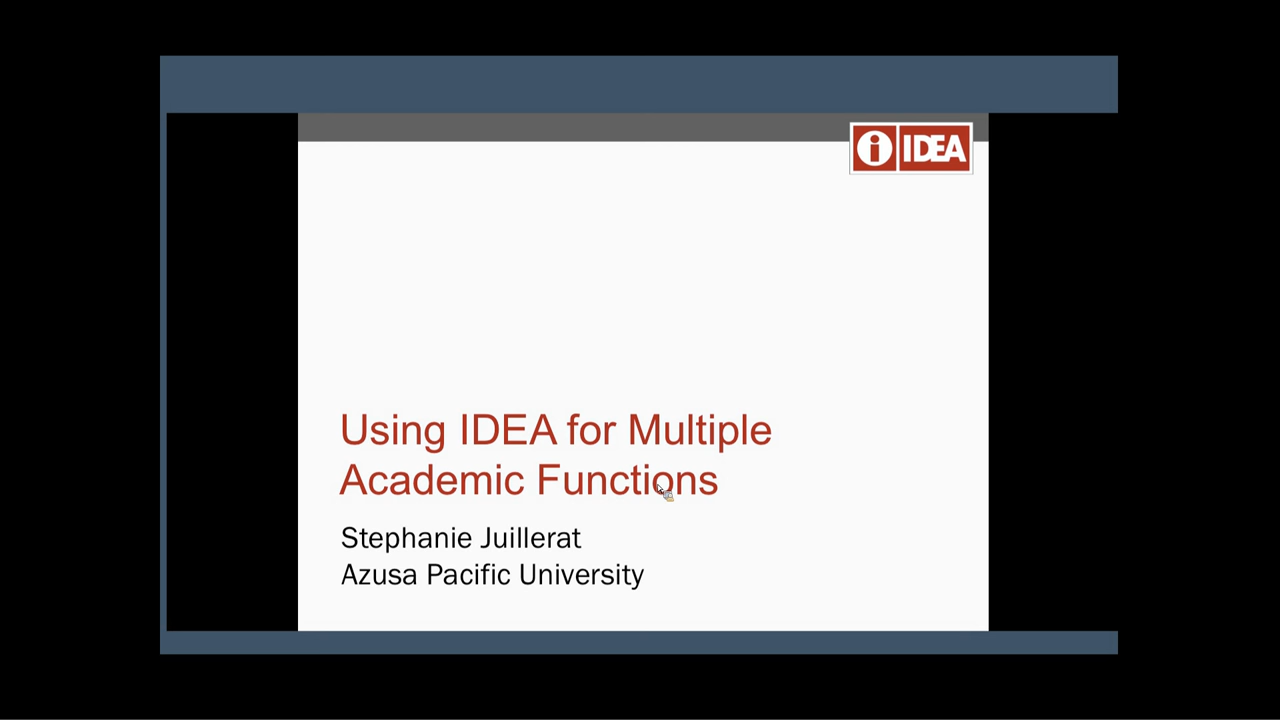 i IDEA
Using IDEA for Multiple
Academic Functions
Stephanie Juillerat
Azusa Pacific University